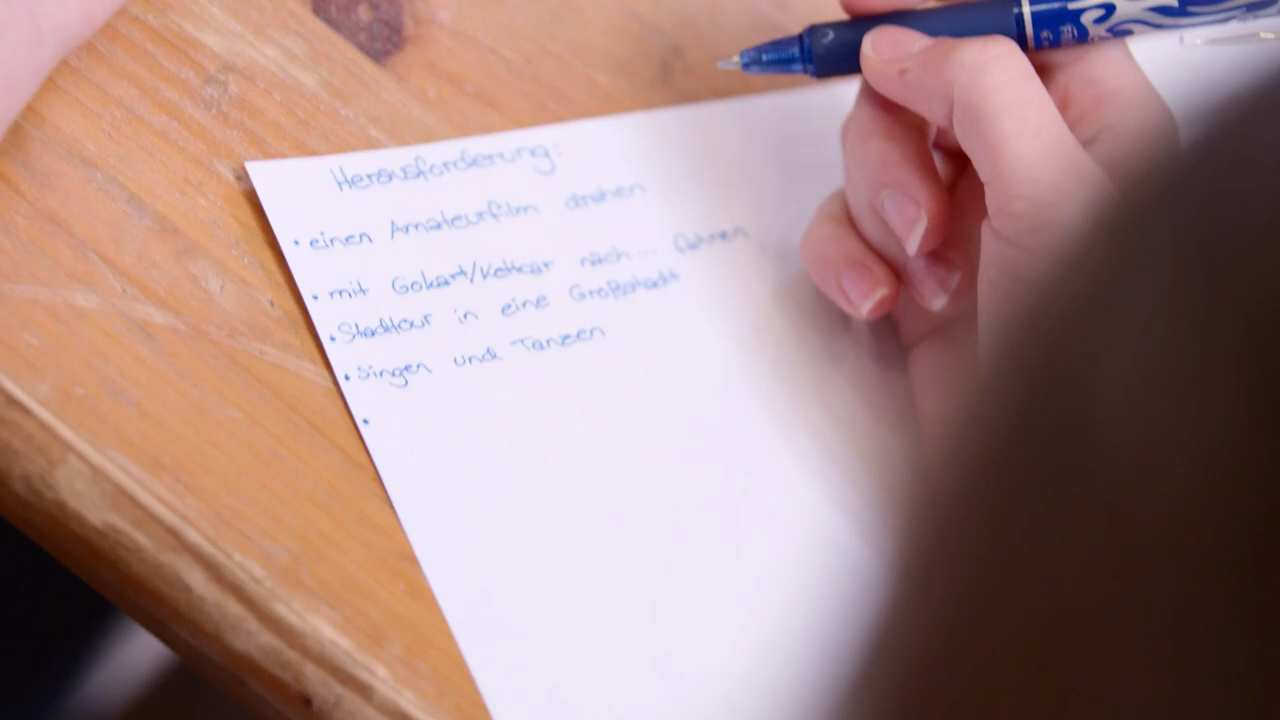 Herausforderung:
• einen Amateurfilm drehen
• mit Gokart/Kettcar nach... fahren
• Stadttour in eine Großstadt
• Singen und Tanzen
•